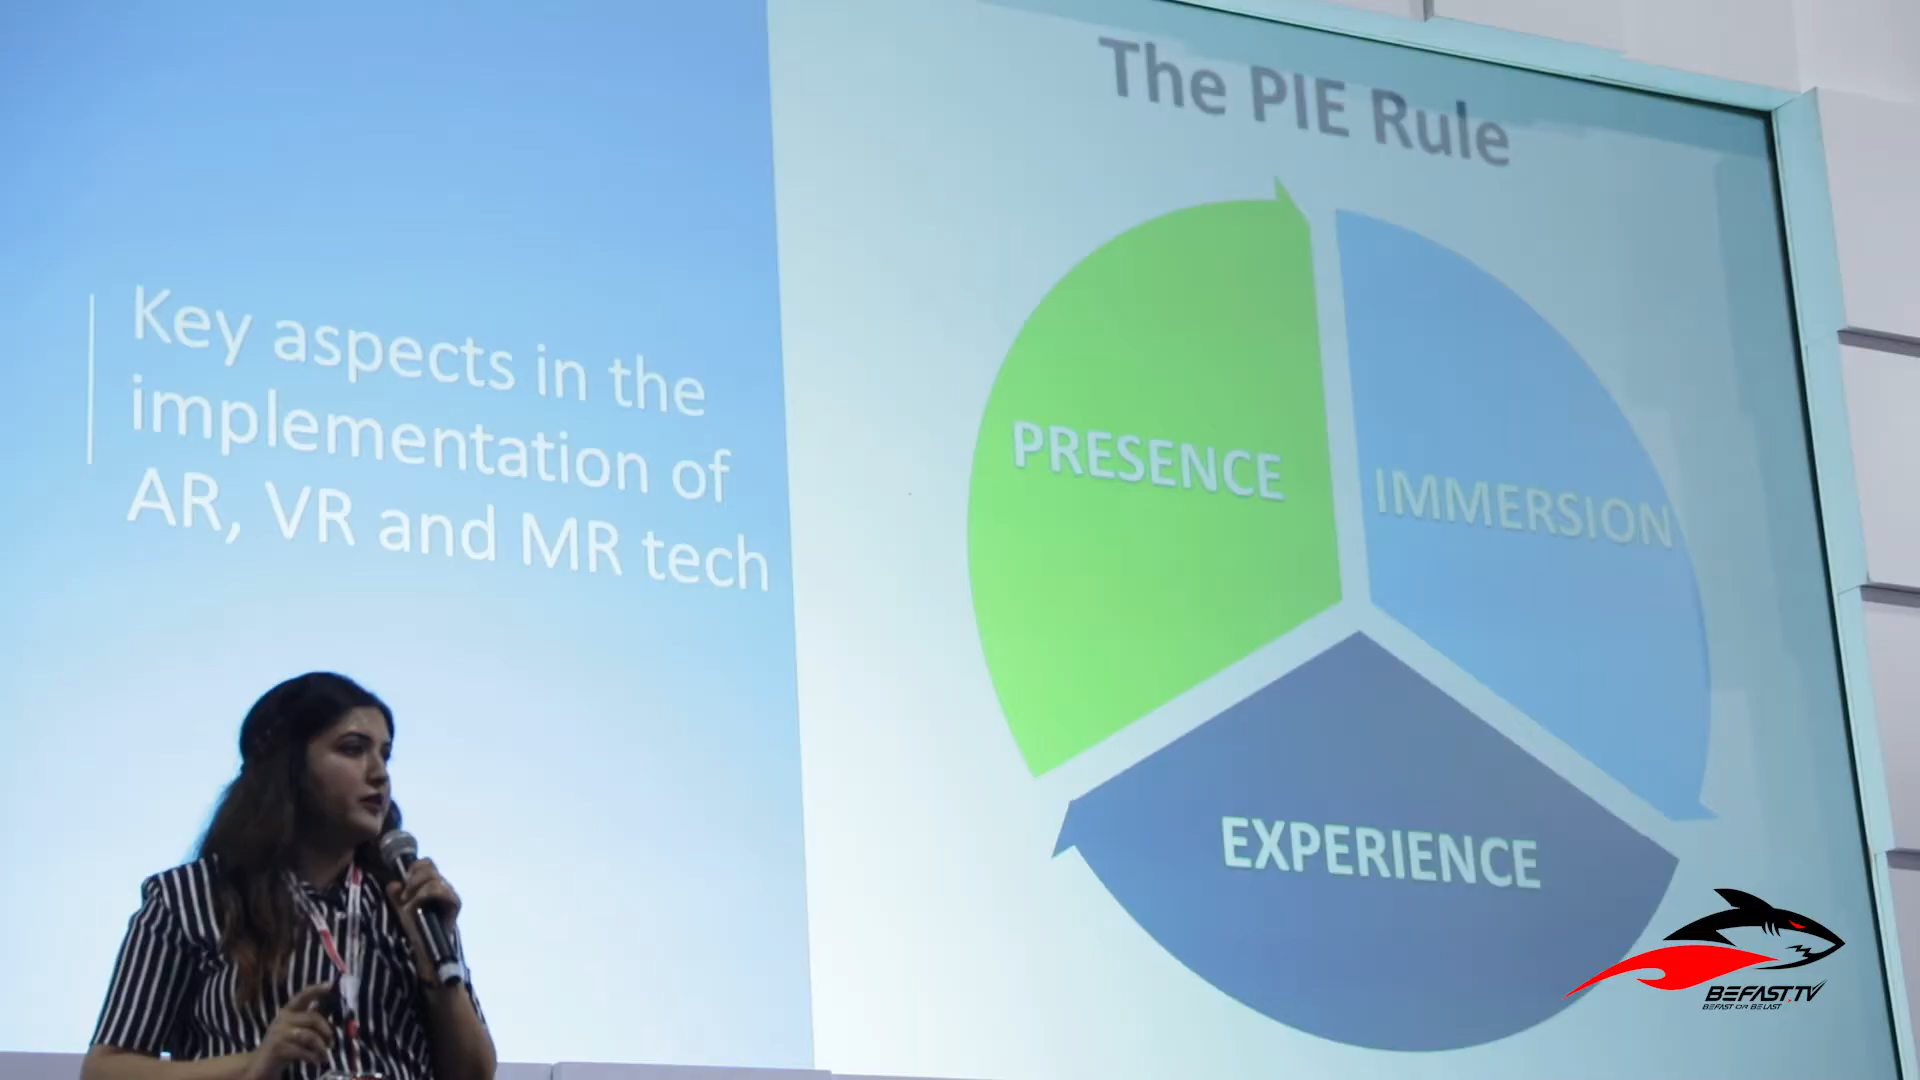 Key aspects in the
implementation of
AR, VR and MR tech
The PIE Rule
PRESENCE
IMMERSION
EXPERIENCE
BEFAST.TV
BEFAST OR BE LAST